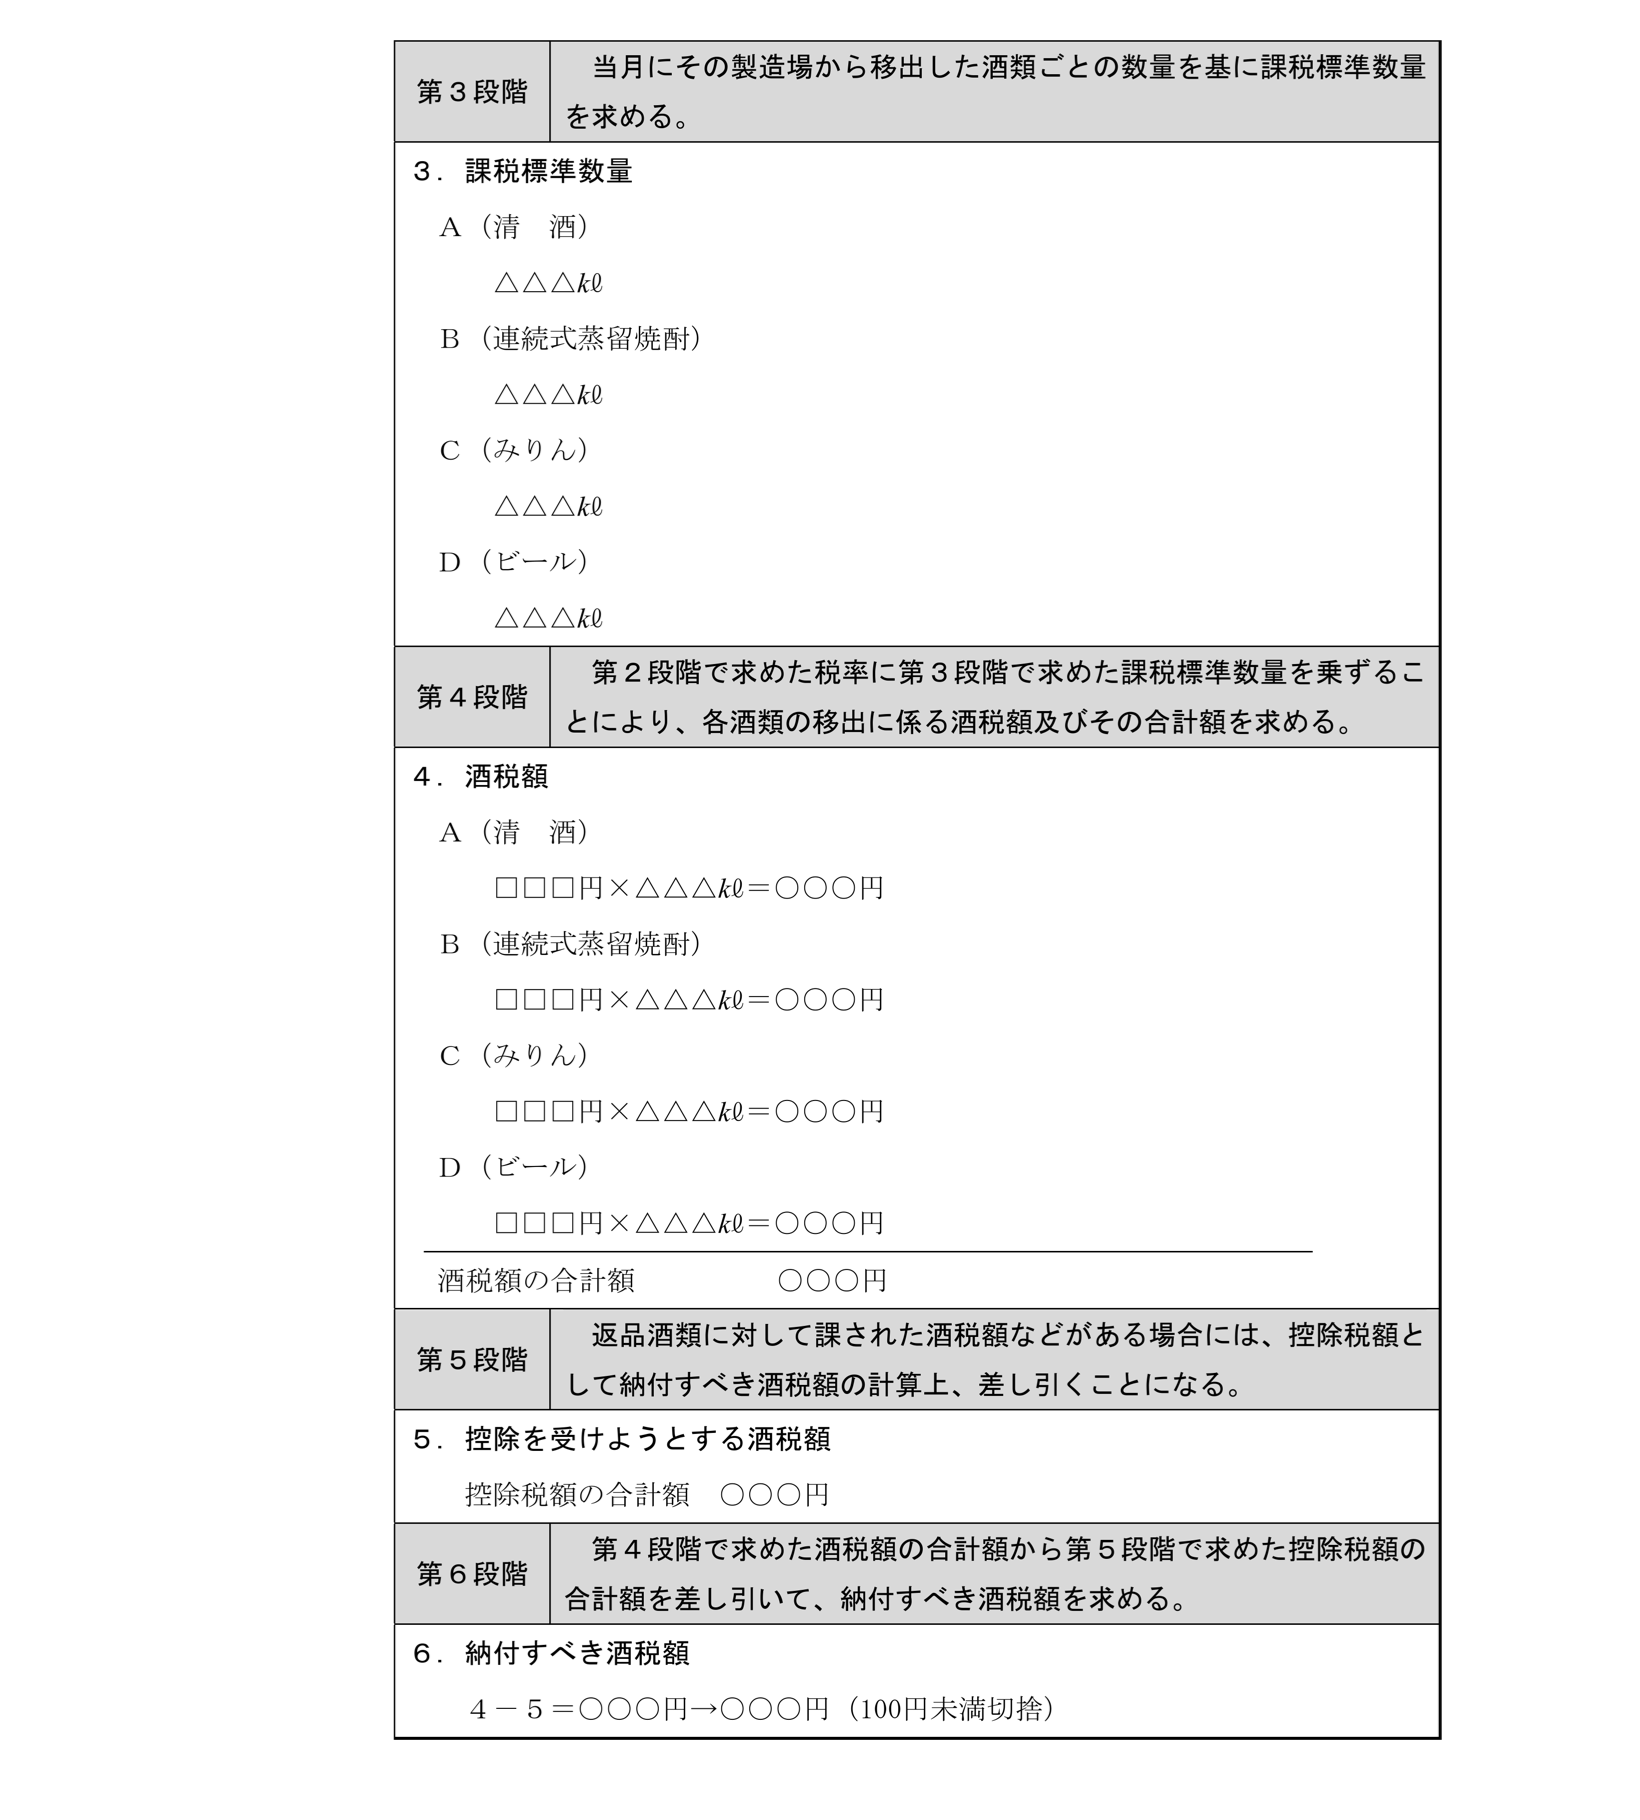 第３段階
当月にその製造場から移出した酒類ごとの数量を基に課税標準数量
を求める。
３．課税標準数量
Ａ（清　酒）
△△△kℓ
Ｂ（連続式蒸留焼酎）
△△△kℓ
Ｃ（みりん）
△△△kℓ
Ｄ（ビール）
△△△kℓ
第４段階
第２段階で求めた税率に第３段階で求めた課税標準数量を乗ずるこ
とにより、各酒類の移出に係る酒税額及びその合計額を求める。
４．酒税額
Ａ（清　酒）
□□□円×△△△kℓ＝○○○円
Ｂ（連続式蒸留焼酎）
□□□円×△△△kℓ＝○○○円
Ｃ（みりん）
□□□円×△△△kℓ＝○○○円
Ｄ（ビール）
□□□円×△△△kℓ＝○○○円
酒税額の合計額　　　　　○○○円
第５段階
返品酒類に対して課された酒税額などがある場合には、控除税額と
して納付すべき酒税額の計算上、差し引くことになる。
５．控除を受けようとする酒税額
控除税額の合計額　○○○円
第６段階
第４段階で求めた酒税額の合計額から第５段階で求めた控除税額の
合計額を差し引いて、納付すべき酒税額を求める。
６．納付すべき酒税額
４－５＝○○○円→○○○円（100円未満切捨）